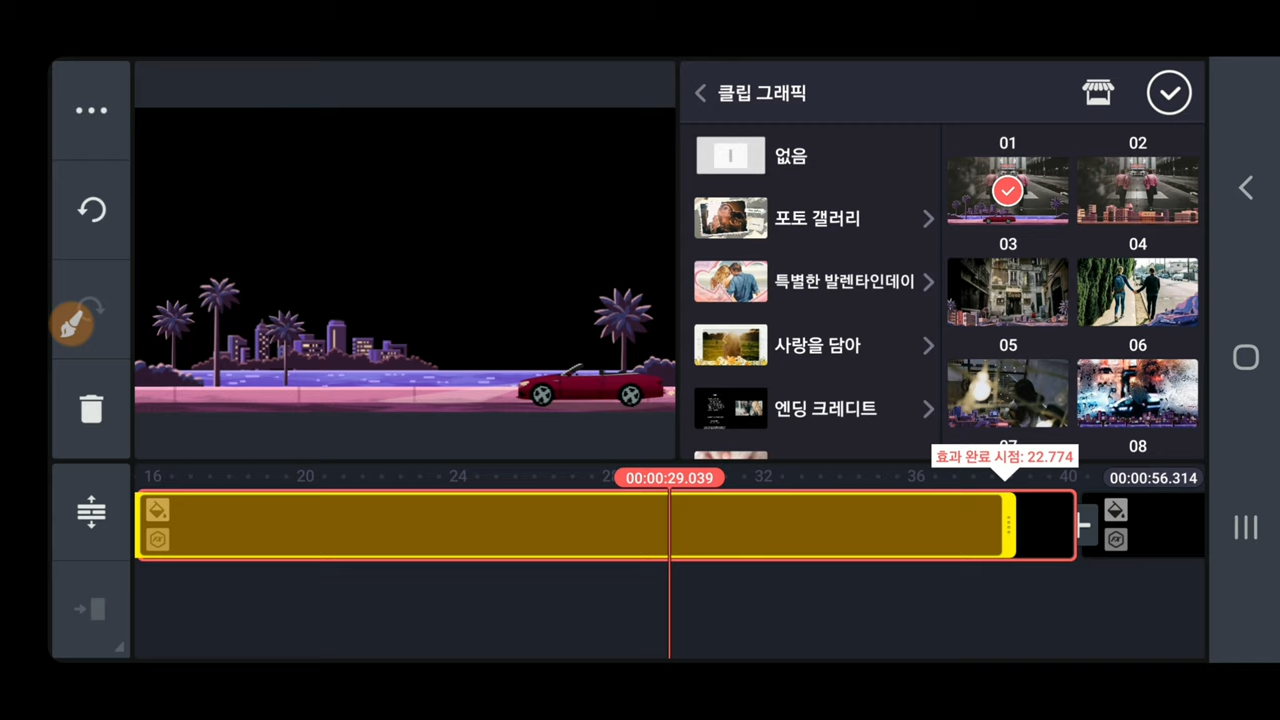 클립 그래픽
없음
포토 갤러리
특별한 발렌타인데이
사랑을 담아
엔딩 크레디트
01
02
03
04
05
06
08
효과 완료 시점: 22.774
16
20
24
32
36
40
00:00:29.039
00:00:56.314